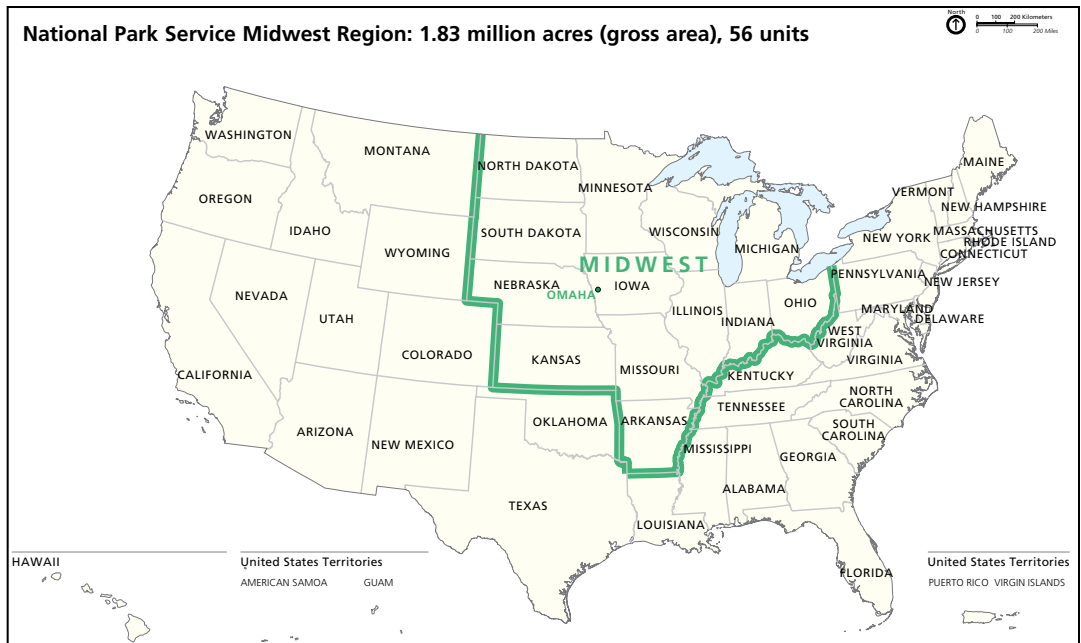 National Park Service Midwest Region: 1.83 million acres (gross area), 56 units
North
0 100 200 Kilometers
0 100 200 Miles
WASHINGTON
MONTANA
NORTH DAKOTA
MINNESOTA
MAINE
OREGON
IDAHO
WYOMING
SOUTH DAKOTA
WISCONSIN
MICHIGAN
VERMONT
NEW HAMPSHIRE
NEW YORK
MASSACHUSETTS
RHODE ISLAND
CONNECTICUT
MIDWEST
NEBRASKA
OMAHA
IOWA
PENNSYLVANIA
NEW JERSEY
NEVADA
UTAH
COLORADO
KANSAS
MISSOURI
ILLINOIS
INDIANA
OHIO
MARYLAND
DELAWARE
WEST
VIRGINIA
VIRGINIA
CALIFORNIA
KENTUCKY
NORTH
CAROLINA
TENNESSEE
ARIZONA
NEW MEXICO
OKLAHOMA
ARKANSAS
SOUTH
CAROLINA
MISSISSIPPI
GEORGIA
ALABAMA
TEXAS
LOUISIANA
FLORIDA
HAWAII
United States Territories
AMERICAN SAMOA GUAM
United States Territories
PUERTO RICO VIRGIN ISLANDS